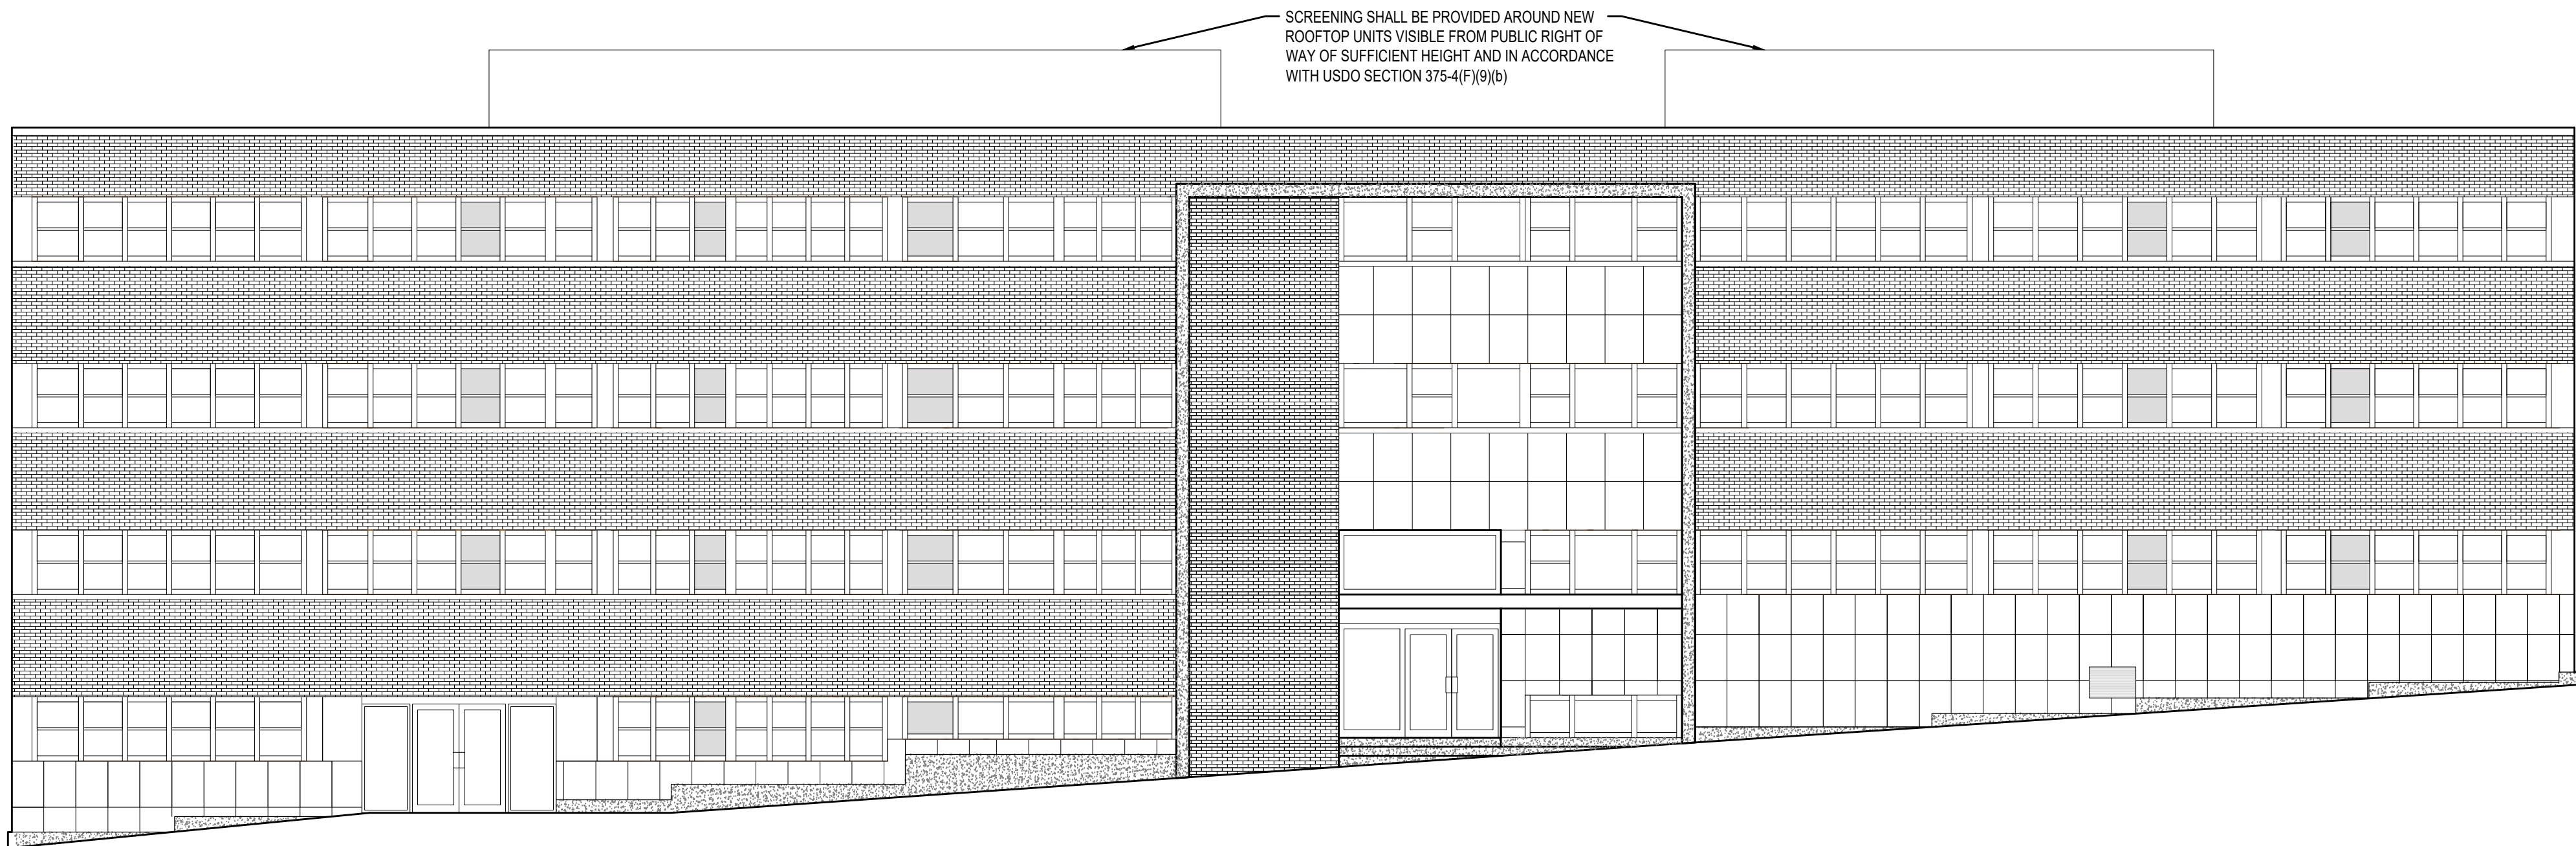 SCREENING SHALL BE PROVIDED AROUND NEW
ROOFTOP UNITS VISIBLE FROM PUBLIC RIGHT OF
WAY OF SUFFICIENT HEIGHT AND IN ACCORDANCE
WITH USDO SECTION 375-4(F)(9)(b)